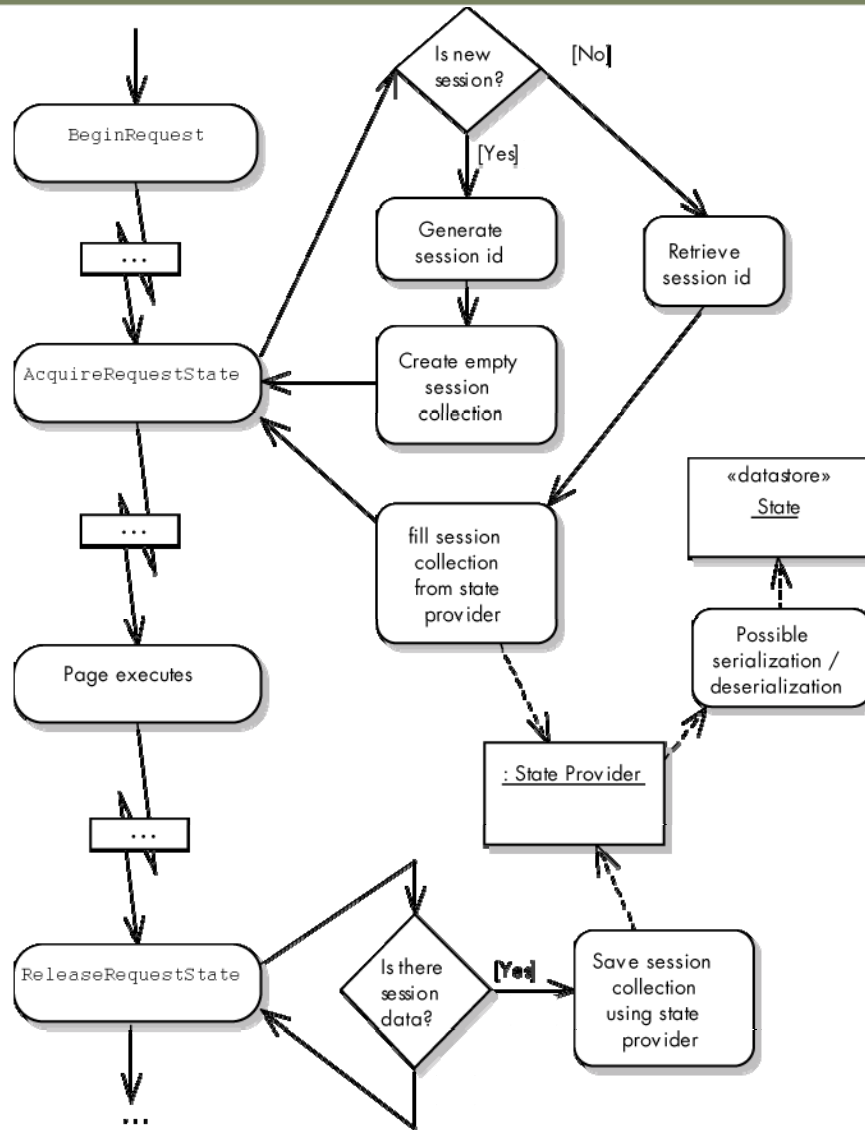 Is new
session?
[No]
BeginRequest
[Yes]
Generate
session id
Retrieve
session id
...
AcquireRequestState
Create empty
session
collection
«datastore»
State
...
fill session
collection
from state
provider
Possible
serialization /
deserialization
Page executes
: State Provider
...
ReleaseRequestState
Is there
session
data?
[Yes]
Save session
collection
using state
provider
...